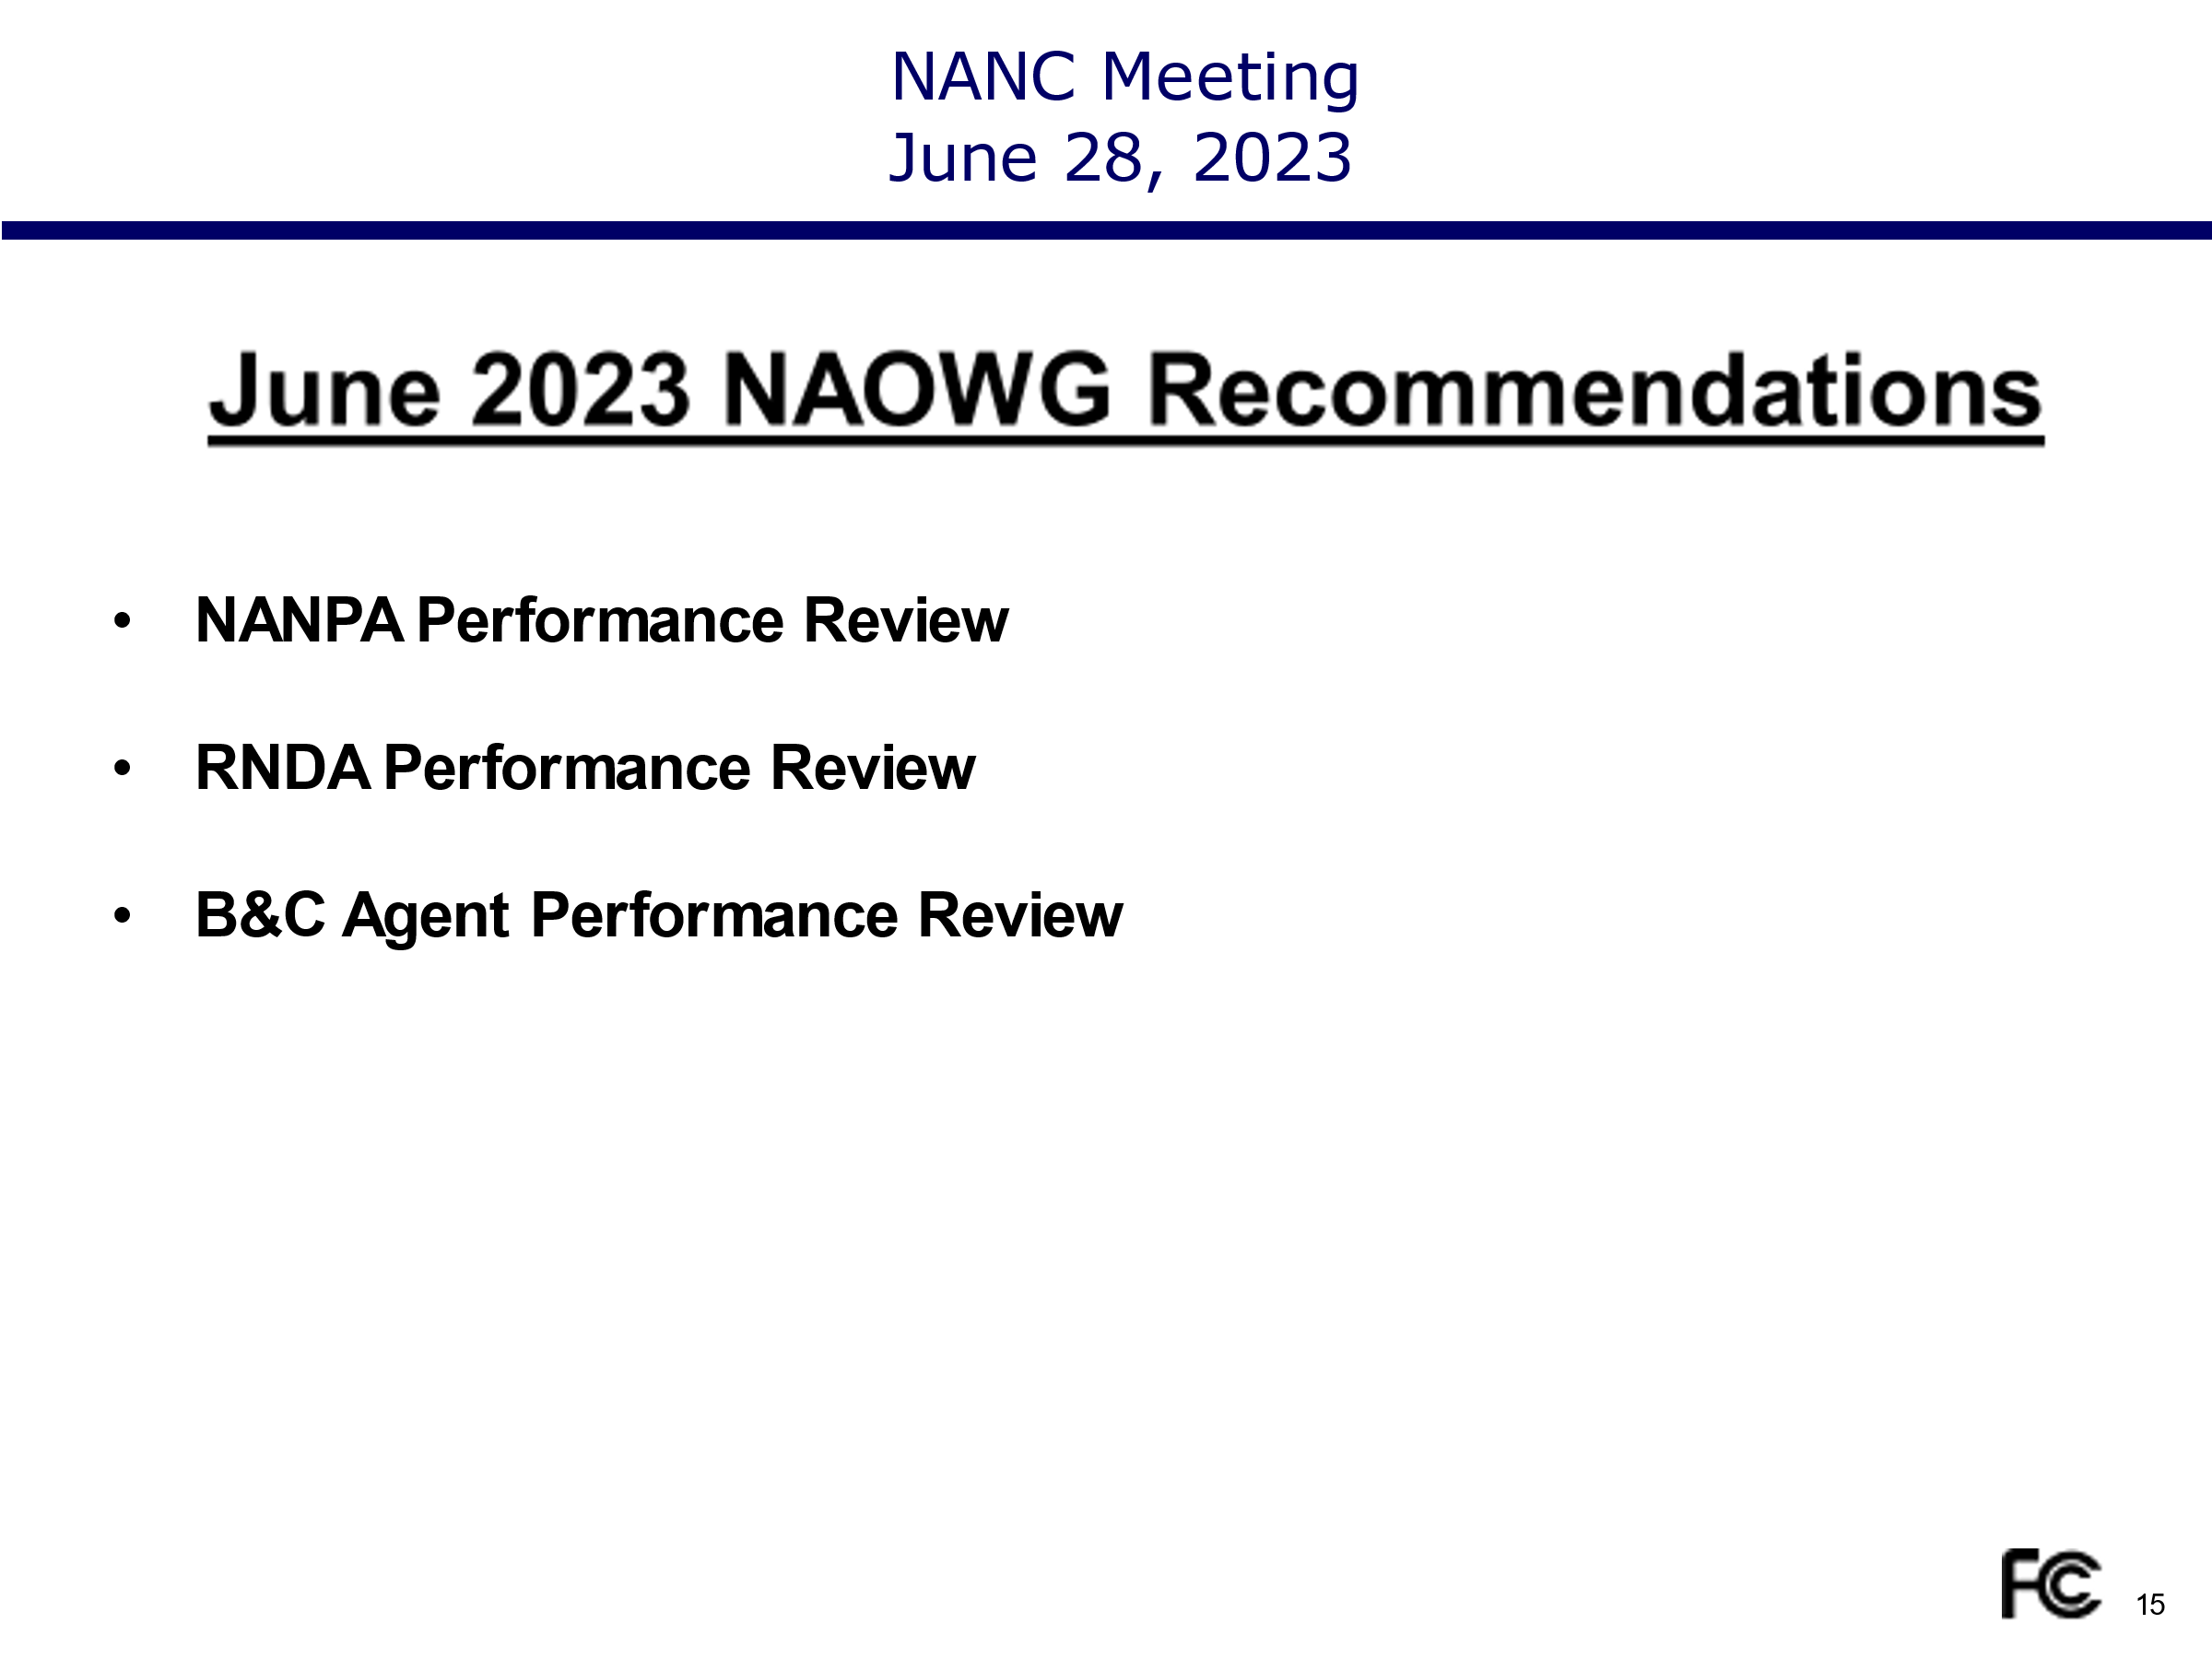 NANC Meeting
June 28, 2023
June 2023 NAOWG Recommendations
• NANPA Performance Review
• RNDA Performance Review
• B&C Agent Performance Review
FCC
15